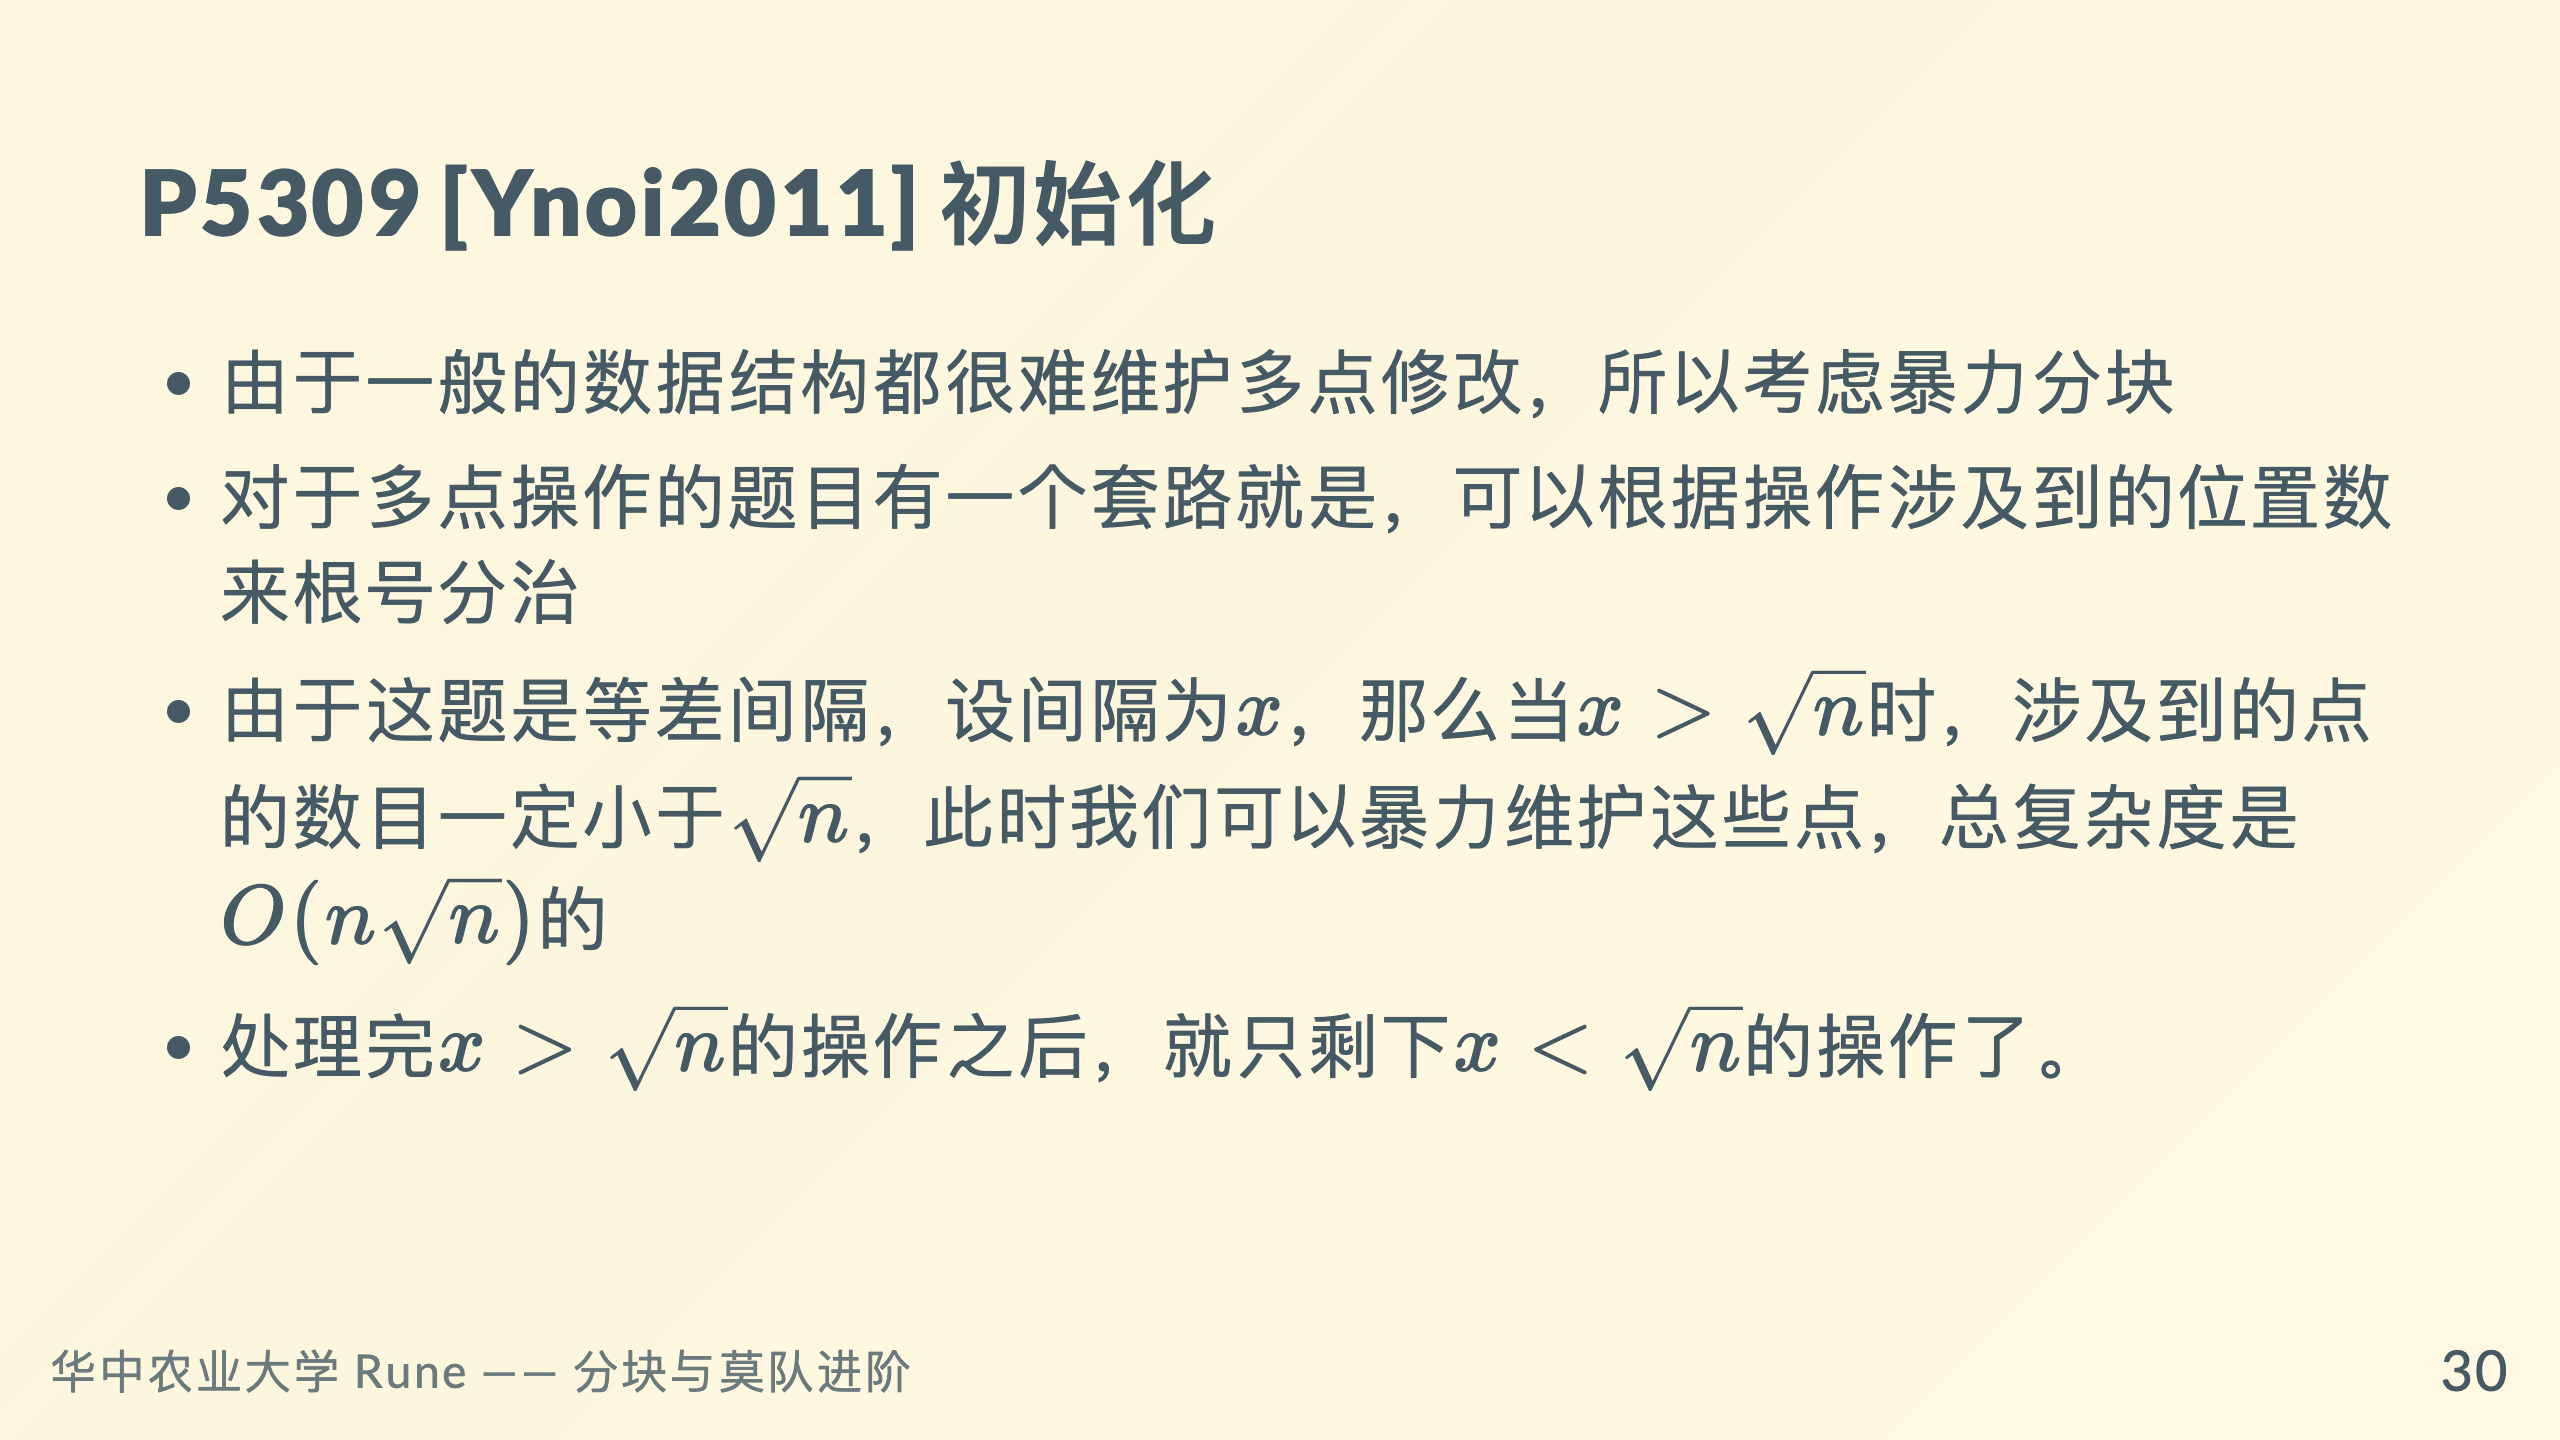 P5309 [Ynoi2011] 初始化
• 由于一般的数据结构都很难维护多点修改，所以考虑暴力分块
• 对于多点操作的题目有一个套路就是，可以根据操作涉及到的位置数
来根号分治
• 由于这题是等差间隔，设间隔为x，那么当x > √n时，涉及到的点
的数目一定小于√n，此时我们可以暴力维护这些点，总复杂度是
O(n√n)的
• 处理完x > √n的操作之后，就只剩下x < √n的操作了。
华中农业大学 Rune —— 分块与莫队进阶
30